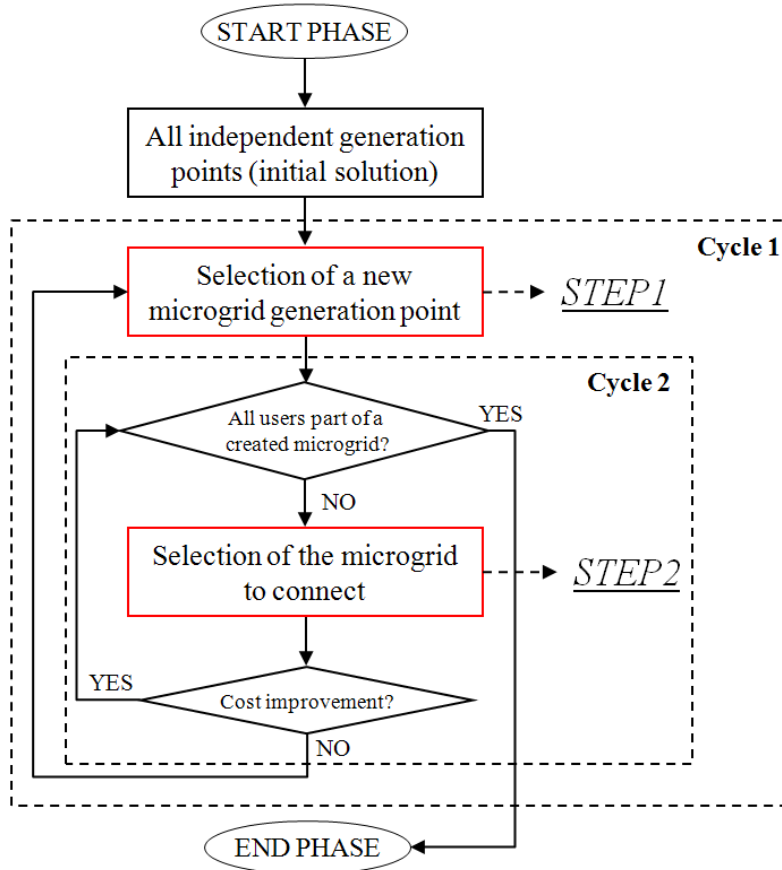 START PHASE
All independent generation
points (initial solution)
Cycle 1
Selection of a new
microgrid generation point
STEP1
Cycle 2
All users part of a
created microgrid?
YES
NO
Selection of the microgrid
to connect
STEP2
YES
Cost improvement?
NO
END PHASE